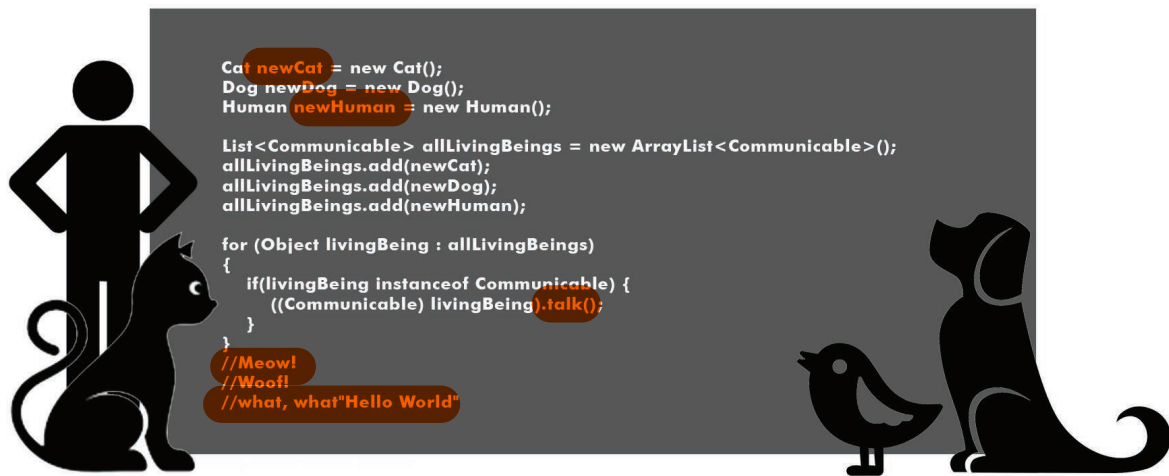 Cat newCat = new Cat();
Dog newDog = new Dog();
Human newHuman = new Human();
List<Communicable> allLivingBeings = new ArrayList<Communicable>();
allLivingBeings.add(newCat);
allLivingBeings.add(newDog);
allLivingBeings.add(newHuman);
for (Object livingBeing : allLivingBeings)
{
if(livingBeing instanceof Communicable) {
((Communicable) livingBeing).talk();
}
}
//Meow!
//Woof!
//what, what"Hello World"